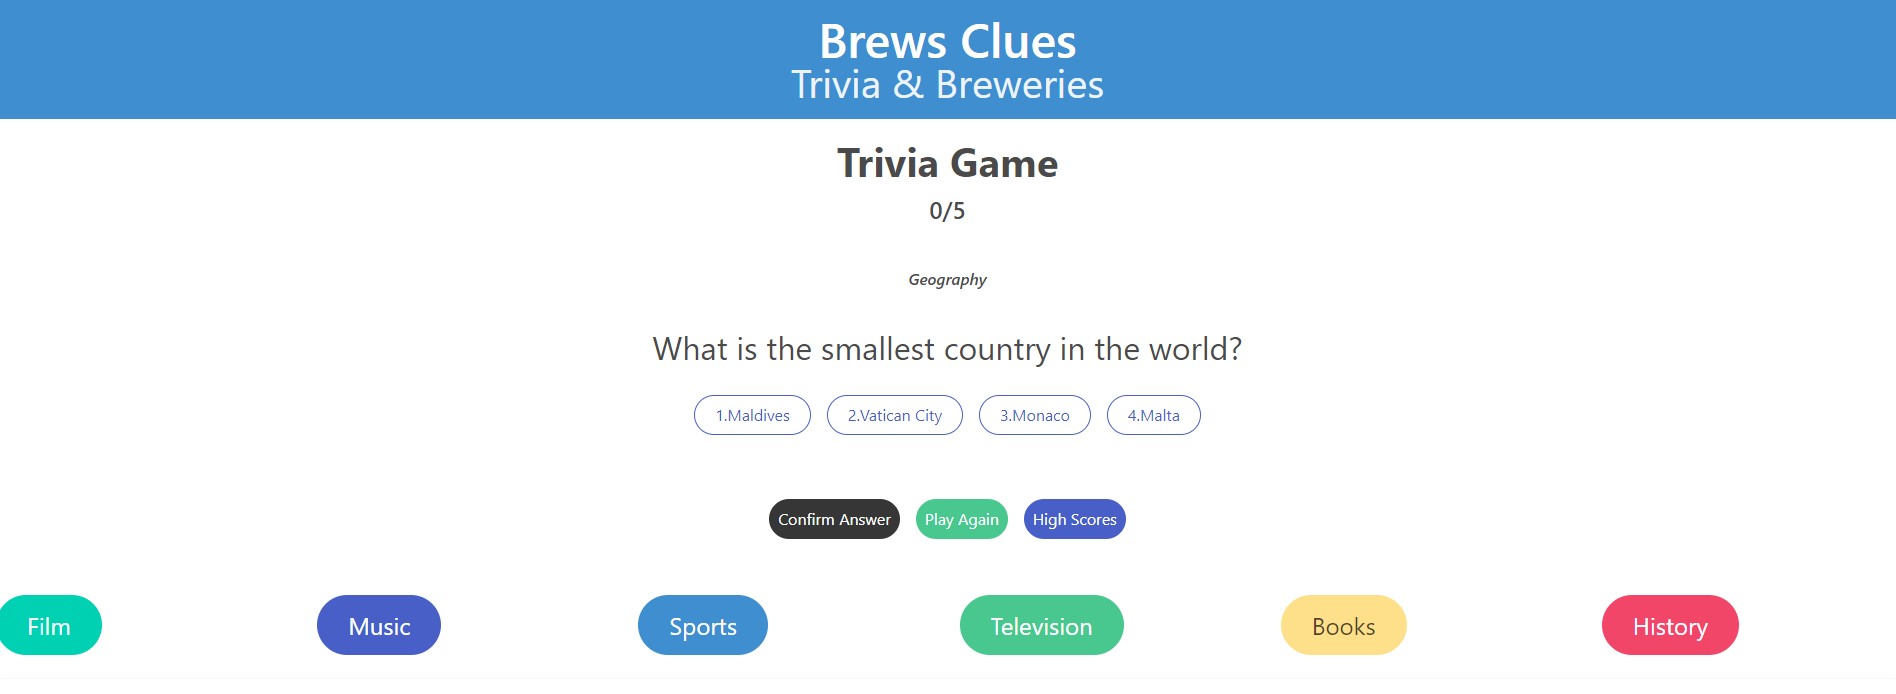 Brews Clues
Trivia & Breweries
Trivia Game
0/5
Geography
What is the smallest country in the world?
1.Maldives 2.Vatican City 3.Monaco 4.Malta
Confirm Answer Play Again High Scores
Film Music Sports Television Books History